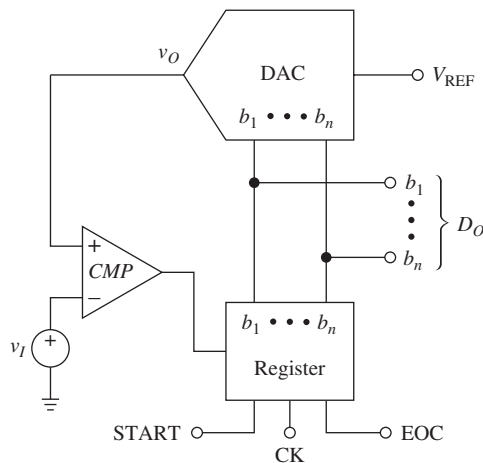 v_O
DAC
V_REF
b_1 • • • b_n
b_1
D_O
b_n
+
CMP
−
b_1 • • • b_n
v_I
+
Register
START
CK
EOC